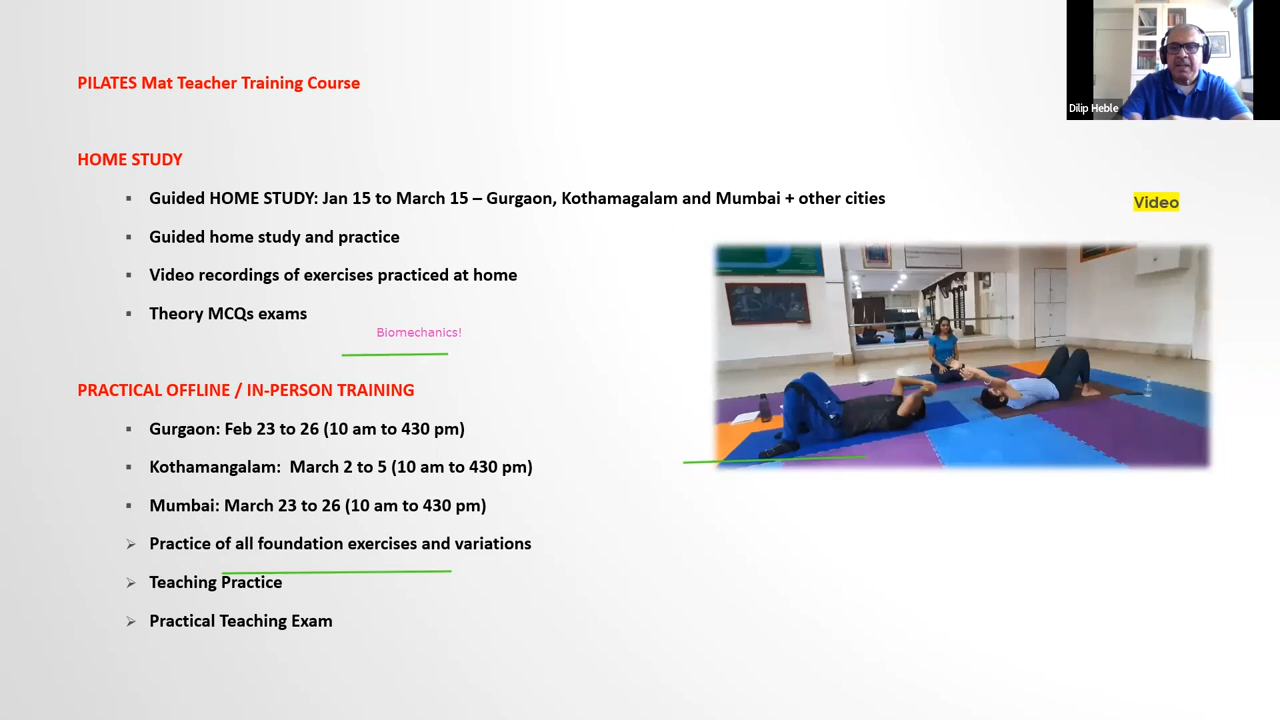 PILATES Mat Teacher Training Course
Dilip Heble
HOME STUDY
Guided HOME STUDY: Jan 15 to March 15 – Gurgaon, Kothamagalam and Mumbai + other cities
Video
Guided home study and practice
Video recordings of exercises practiced at home
Theory MCQs exams
Biomechanics!
PRACTICAL OFFLINE / IN-PERSON TRAINING
Gurgaon: Feb 23 to 26 (10 am to 430 pm)
Kothamangalam: March 2 to 5 (10 am to 430 pm)
Mumbai: March 23 to 26 (10 am to 430 pm)
Practice of all foundation exercises and variations
Teaching Practice
Practical Teaching Exam